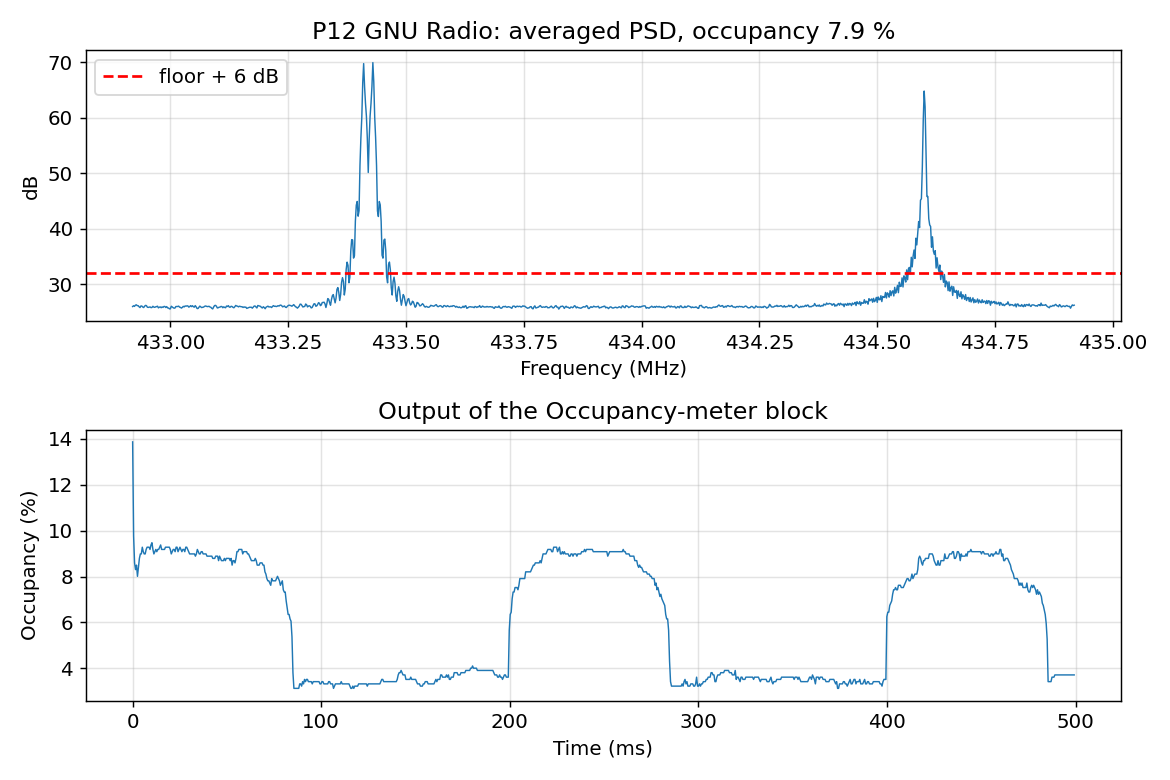 P12 GNU Radio: averaged PSD, occupancy 7.9 %
70
60
50
40
30
dB
floor + 6 dB
433.00 433.25 433.50 433.75 434.00 434.25 434.50 434.75 435.00
Frequency (MHz)
Output of the Occupancy-meter block
14
12
10
8
6
4
Occupancy (%)
0 100 200 300 400 500
Time (ms)